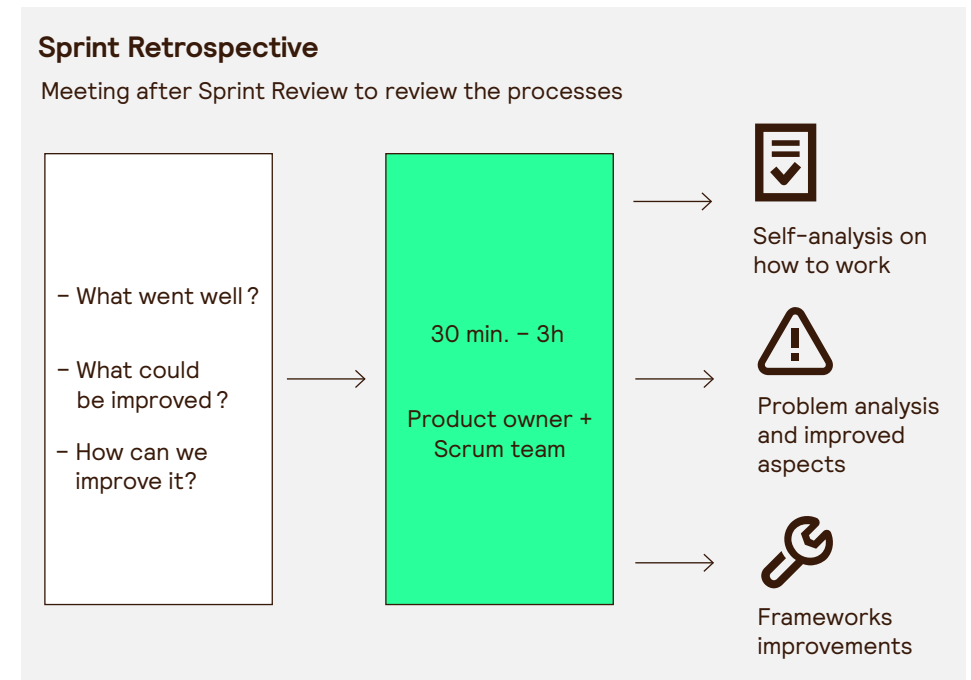 Sprint Retrospective
Meeting after Sprint Review to review the processes
– What went well ?
– What could
be improved ?
– How can we
improve it?
30 min. – 3h
Product owner +
Scrum team
Self-analysis on
how to work
Problem analysis
and improved
aspects
Frameworks
improvements